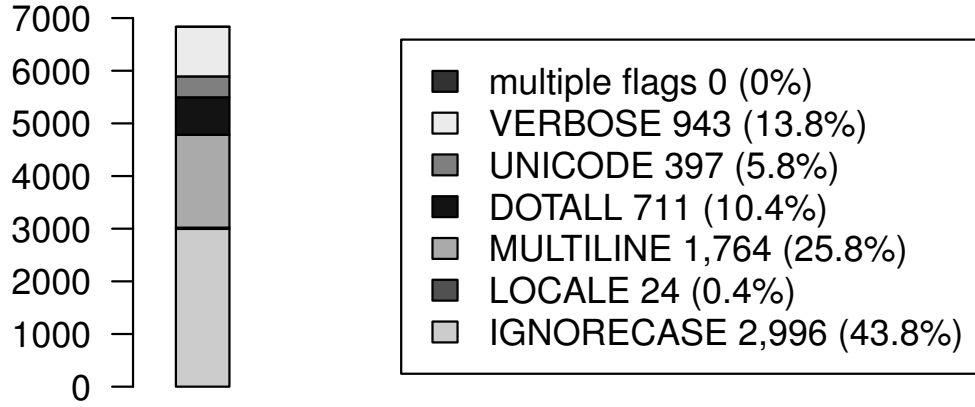 7000
6000
5000
4000
3000
2000
1000
0
multiple flags 0 (0%)
VERBOSE 943 (13.8%)
UNICODE 397 (5.8%)
DOTALL 711 (10.4%)
MULTILINE 1,764 (25.8%)
LOCALE 24 (0.4%)
IGNORECASE 2,996 (43.8%)